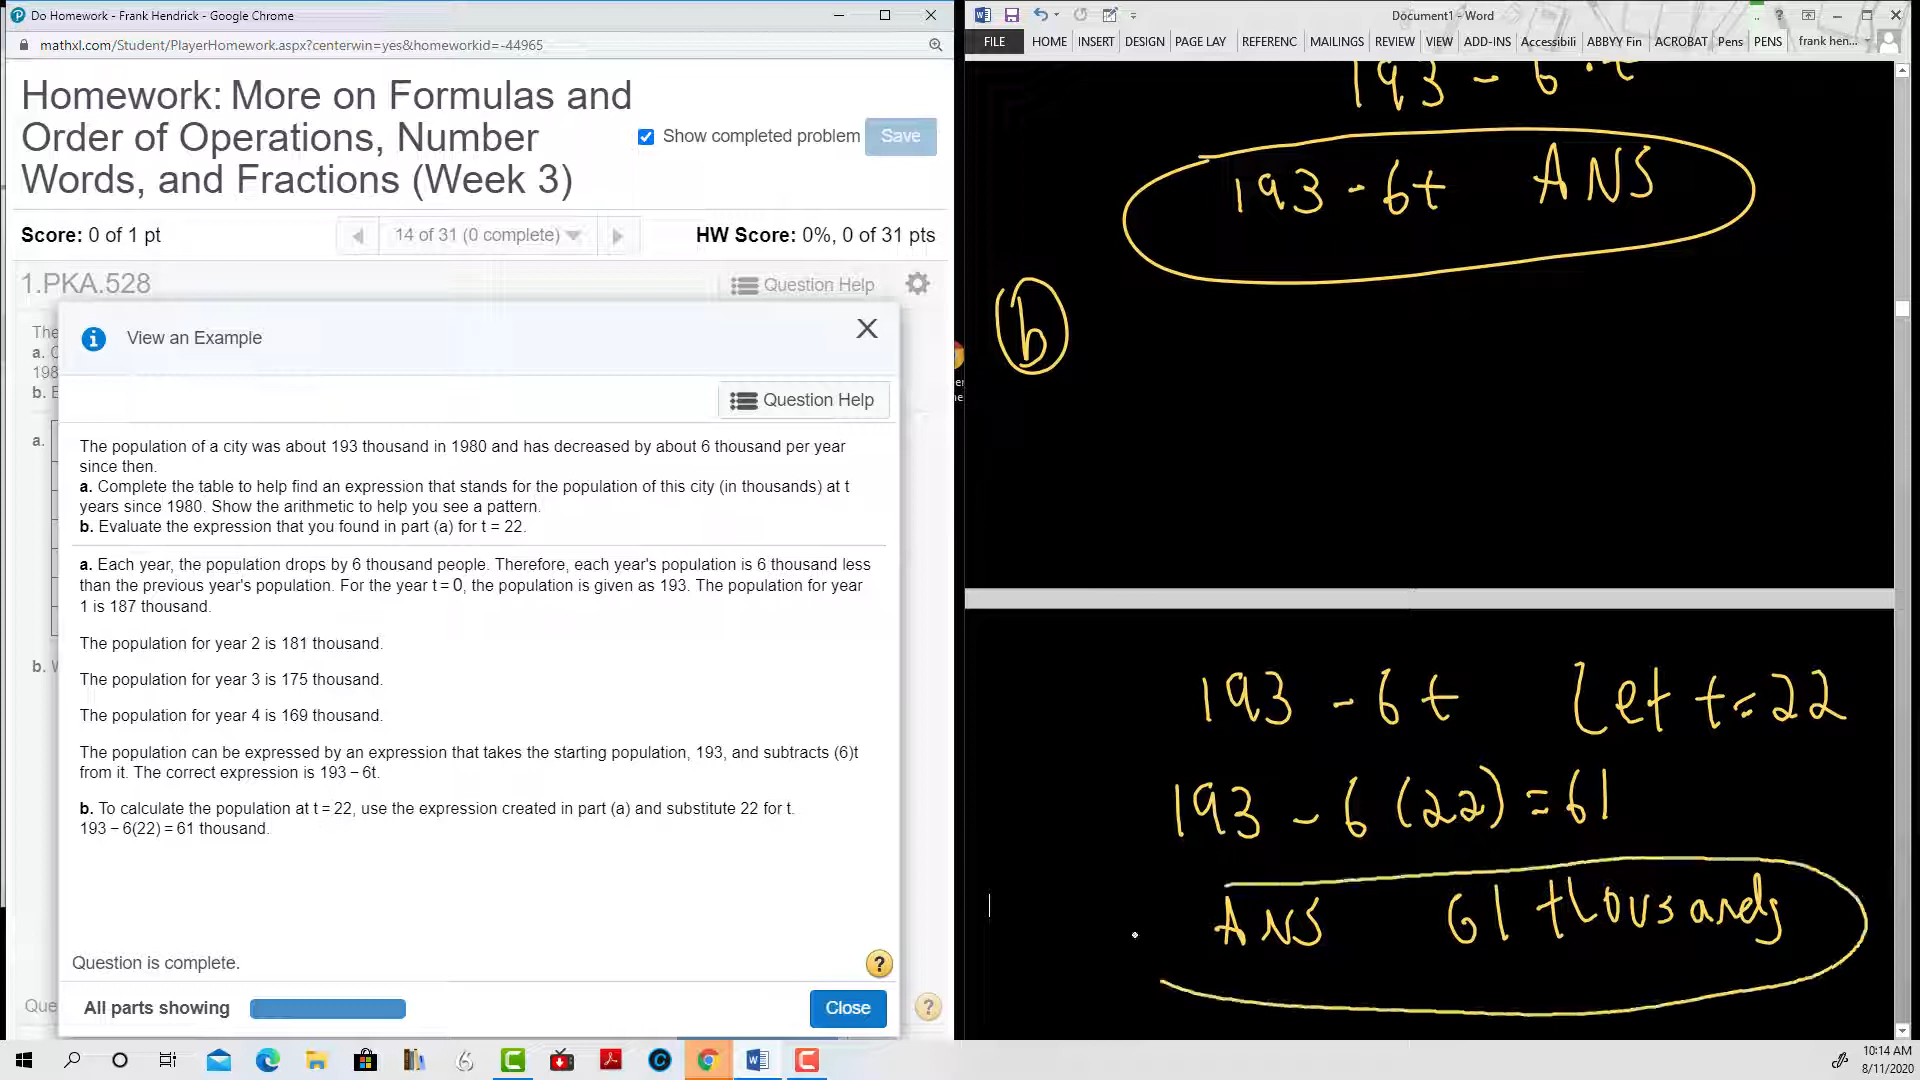 Do Homework - Frank Hendrick - Google Chrome
mathxl.com/Student/PlayerHomework.aspx?centerwin=yes&homeworkid=-44965
Homework: More on Formulas and
Order of Operations, Number
Words, and Fractions (Week 3)
Show completed problem
Save
Score: 0 of 1 pt
14 of 31 (0 complete)
HW Score: 0%, 0 of 31 pts
1.PKA.528
Question Help
The
a. C
198
b. E
a.
b. W
View an Example
Question Help
The population of a city was about 193 thousand in 1980 and has decreased by about 6 thousand per year
since then.
a. Complete the table to help find an expression that stands for the population of this city (in thousands) at t
years since 1980. Show the arithmetic to help you see a pattern.
b. Evaluate the expression that you found in part (a) for t = 22.
a. Each year, the population drops by 6 thousand people. Therefore, each year's population is 6 thousand less
than the previous year's population. For the year t = 0, the population is given as 193. The population for year
1 is 187 thousand.
The population for year 2 is 181 thousand.
The population for year 3 is 175 thousand.
The population for year 4 is 169 thousand.
The population can be expressed by an expression that takes the starting population, 193, and subtracts (6)t
from it. The correct expression is 193 − 6t.
b. To calculate the population at t = 22, use the expression created in part (a) and substitute 22 for t.
193 − 6(22) = 61 thousand.
Question is complete.
?
Que
All parts showing
Close
?
Document1 - Word
FILE HOME INSERT DESIGN PAGE LAY REFERENC MAILINGS REVIEW VIEW ADD-INS Accessibili ABBYY Fin ACROBAT Pens PENS frank hen...
193 - 6 · t
193 - 6t ANS
b
193 - 6t Let t = 22
193 - 6 (22) = 61
ANS 61 thousands
10:14 AM
8/11/2020